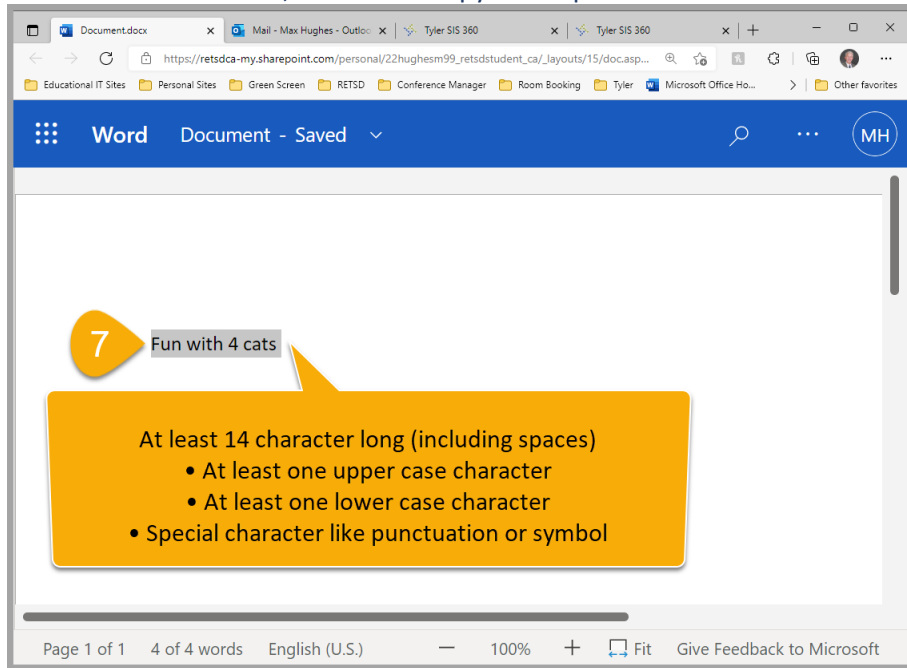 Document.docx
Mail - Max Hughes - Outloo
Tyler SIS 360
Tyler SIS 360
https://retsdca-my.sharepoint.com/personal/22hughesm99_retsdstudent_ca/_layouts/15/doc.asp...
Educational IT Sites
Personal Sites
Green Screen
RETSD
Conference Manager
Room Booking
Tyler
Microsoft Office Ho...
Other favorites
Word
Document - Saved
MH
7
Fun with 4 cats
At least 14 character long (including spaces)
• At least one upper case character
• At least one lower case character
• Special character like punctuation or symbol
Page 1 of 1
4 of 4 words
English (U.S.)
100%
Fit
Give Feedback to Microsoft